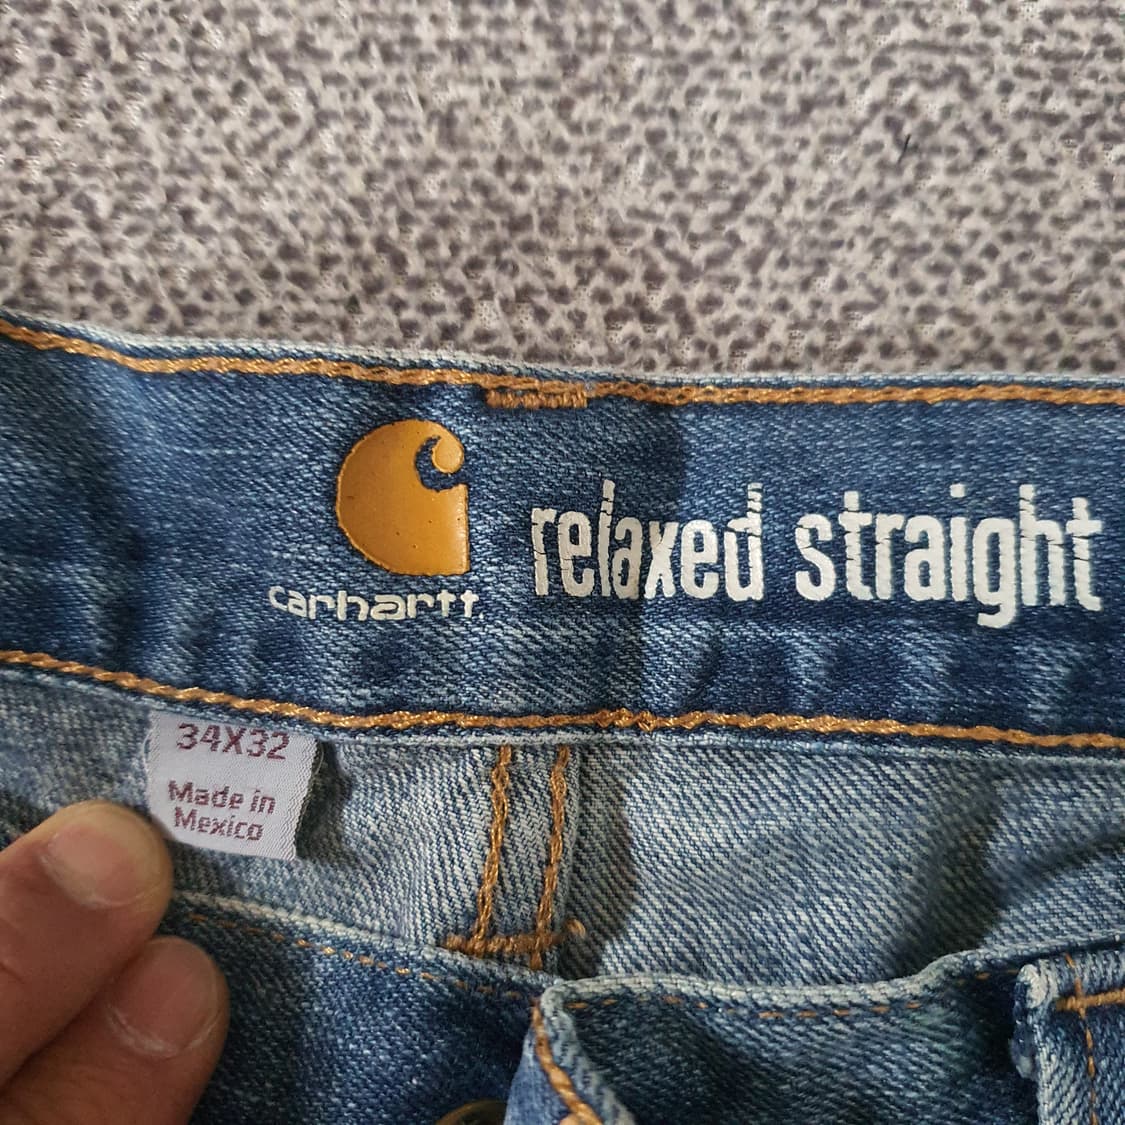 relaxed straight
carhartt.
34X32
Made in
Mexico